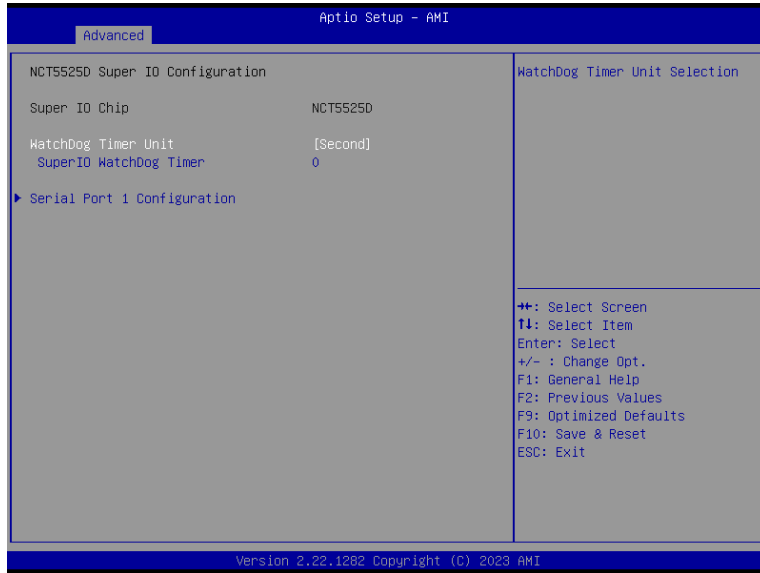 Aptio Setup – AMI
Advanced
NCT5525D Super IO Configuration
Super IO Chip NCT5525D
WatchDog Timer Unit [Second]
SuperIO WatchDog Timer 0
Serial Port 1 Configuration
WatchDog Timer Unit Selection
→←: Select Screen
↑↓: Select Item
Enter: Select
+/- : Change Opt.
F1: General Help
F2: Previous Values
F9: Optimized Defaults
F10: Save & Reset
ESC: Exit
Version 2.22.1282 Copyright (C) 2023 AMI